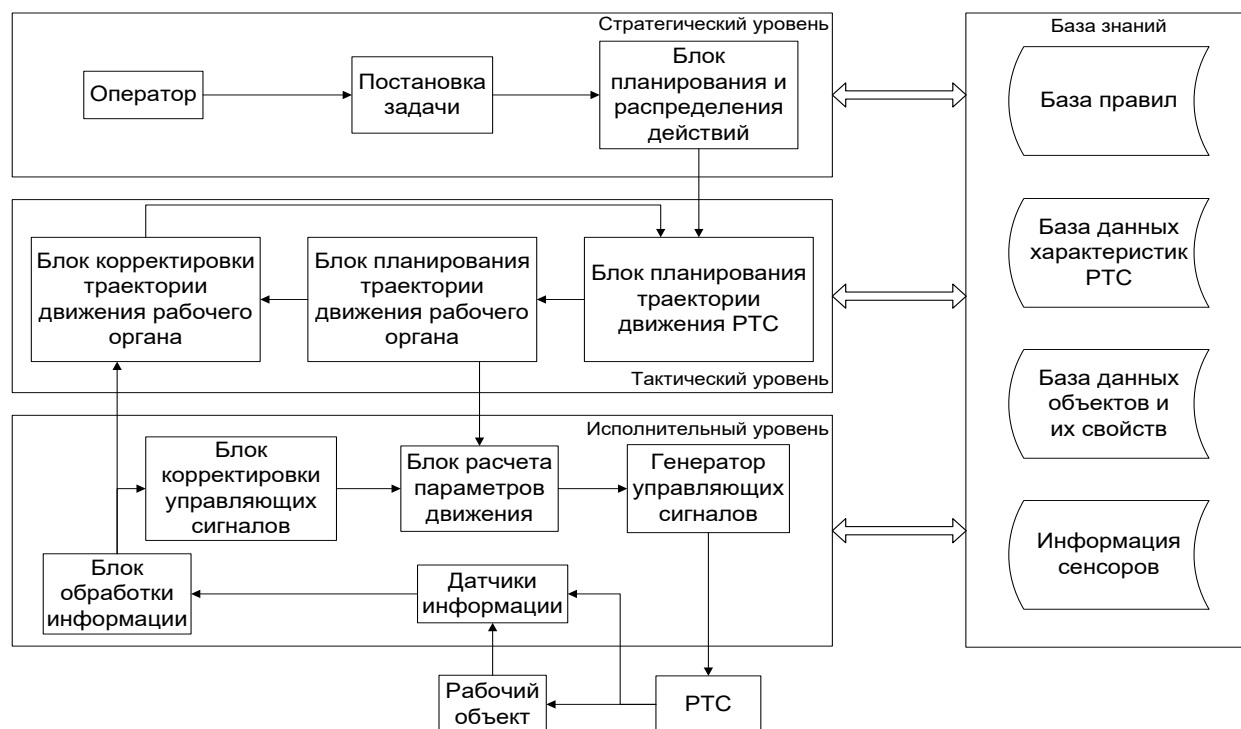 Стратегический уровень
Оператор
Постановка
задачи
Блок
планирования и
распределения
действий
База знаний
База правил
База данных
характеристик
РТС
База данных
объектов и
их свойств
Информация
сенсоров
Блок корректировки
траектории
движения рабочего
органа
Блок планирования
траектории
движения рабочего
органа
Блок планирования
траектории
движения РТС
Тактический уровень
Исполнительный уровень
Блок
корректировки
управляющих
сигналов
Блок расчета
параметров
движения
Генератор
управляющих
сигналов
Блок
обработки
информации
Датчики
информации
Рабочий
объект
РТС